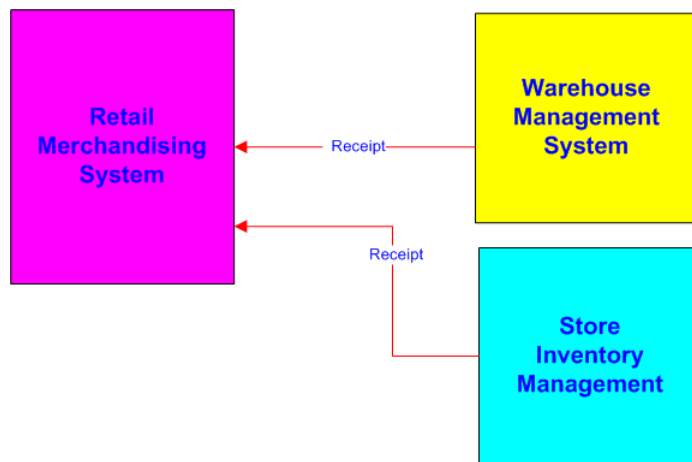 Retail
Merchandising
System
Warehouse
Management
System
Receipt
Receipt
Store
Inventory
Management